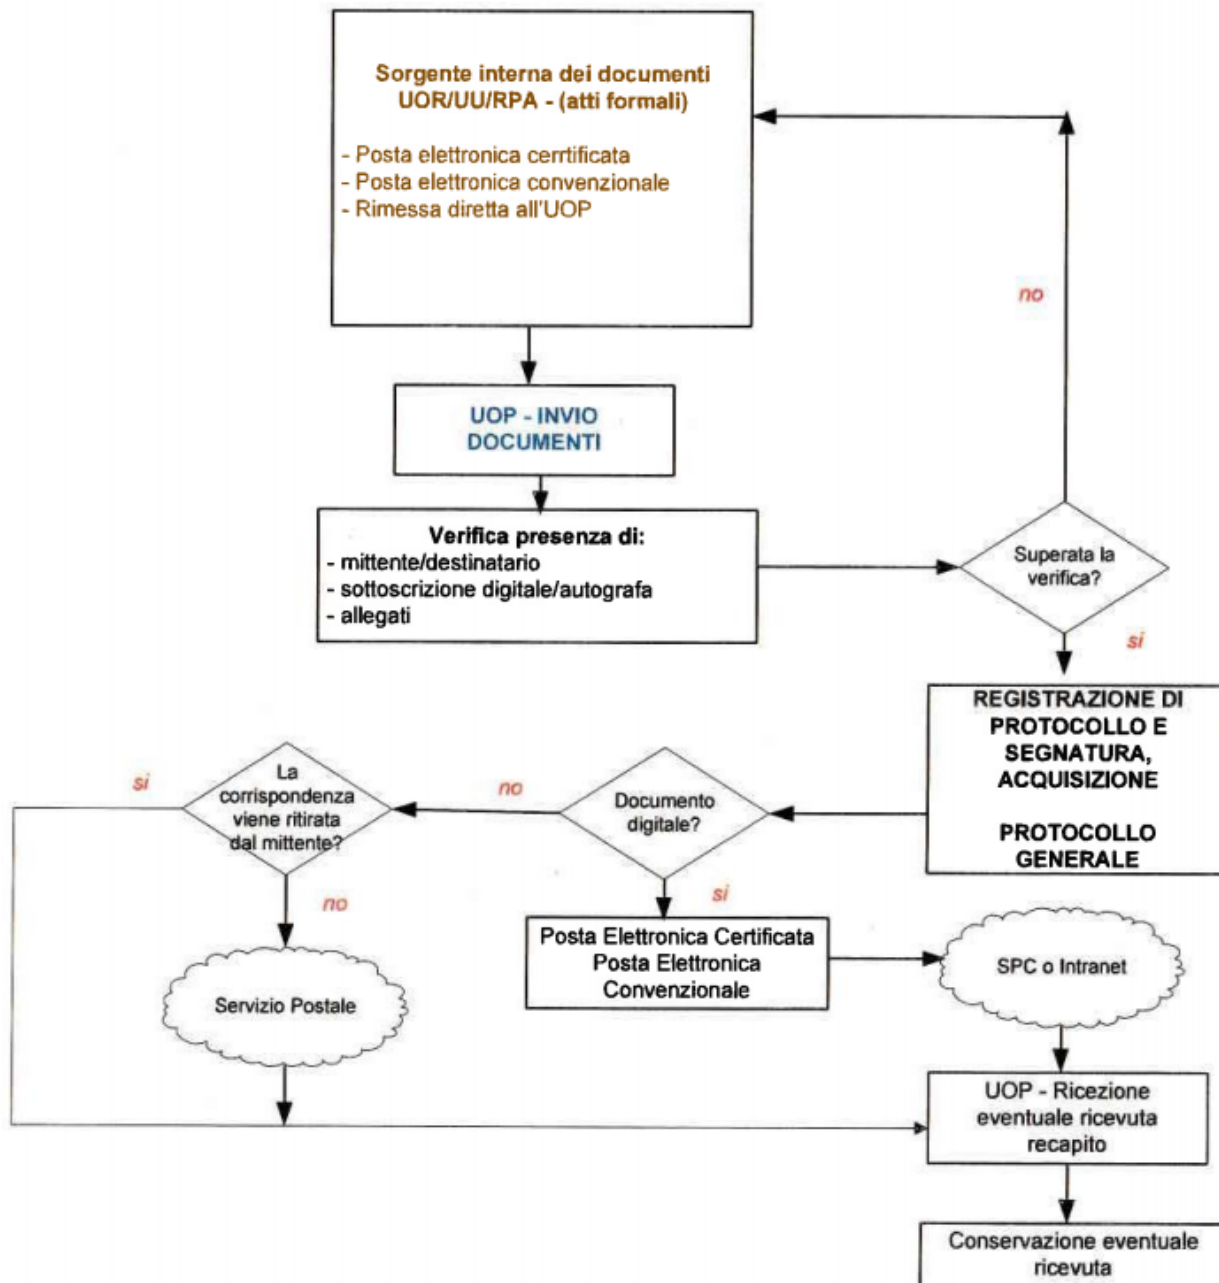 Sorgente interna dei documenti
UOR/UU/RPA - (atti formali)
- Posta elettronica cerrtificata
- Posta elettronica convenzionale
- Rimessa diretta all'UOP
no
UOP - INVIO
DOCUMENTI
Verifica presenza di:
- mittente/destinatario
- sottoscrizione digitale/autografa
- allegati
Superata la
verifica?
si
REGISTRAZIONE DI
PROTOCOLLO E
SEGNATURA,
ACQUISIZIONE
PROTOCOLLO
GENERALE
Documento
digitale?
no
La
corrispondenza
viene ritirata
dal mittente?
si
no
Servizio Postale
si
Posta Elettronica Certificata
Posta Elettronica
Convenzionale
SPC o Intranet
UOP - Ricezione
eventuale ricevuta
recapito
Conservazione eventuale
ricevuta